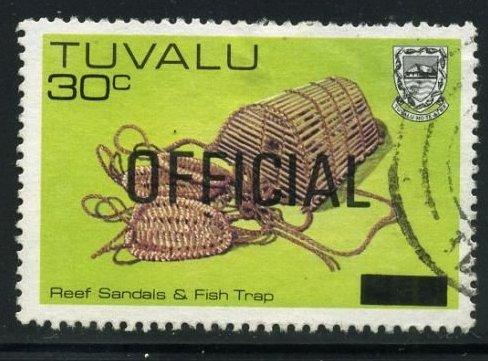 TUVALU
30c
OFFICIAL
Reef Sandals & Fish Trap